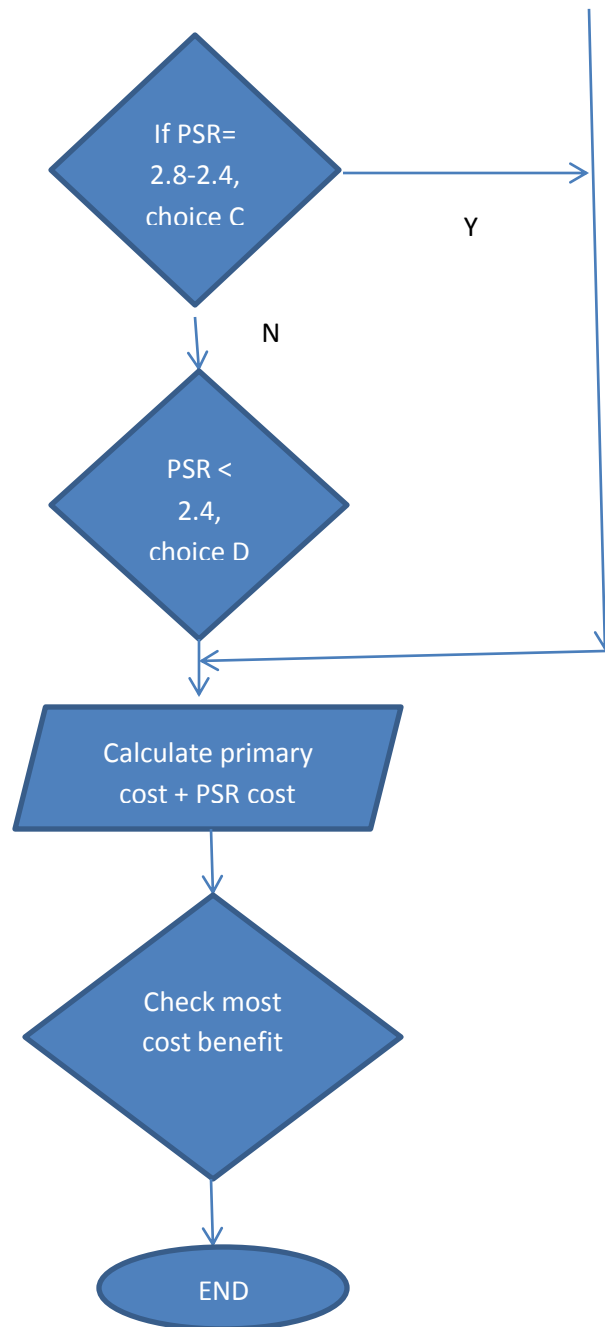 If PSR=
2.8-2.4,
choice C
Y
N
PSR <
2.4,
choice D
Calculate primary
cost + PSR cost
Check most
cost benefit
END